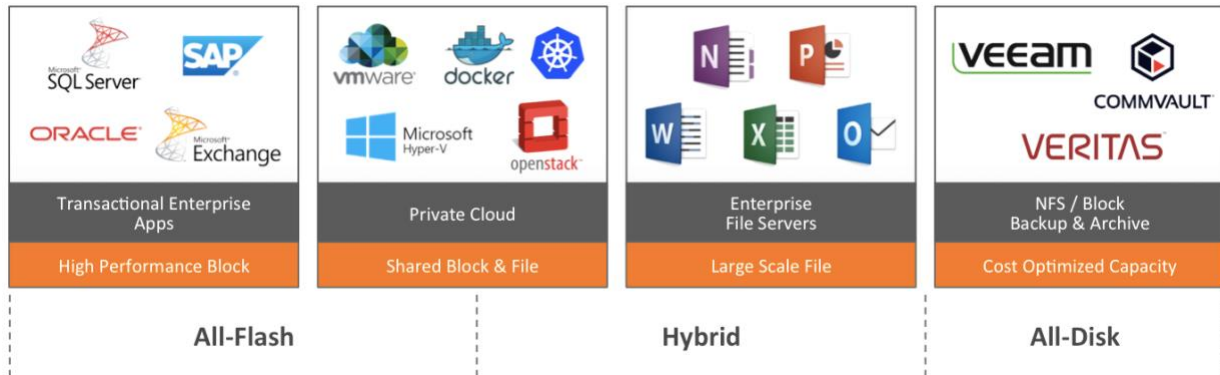 Microsoft®
SQL Server®
SAP®
ORACLE®
Microsoft®
Exchange
Transactional Enterprise
Apps
High Performance Block
vmware®
docker
Microsoft
Hyper-V
openstack™
Private Cloud
Shared Block & File
N
P
W
X
O
Enterprise
File Servers
Large Scale File
veeam
COMMVAULT
VERITAS™
NFS / Block
Backup & Archive
Cost Optimized Capacity
All-Flash
Hybrid
All-Disk